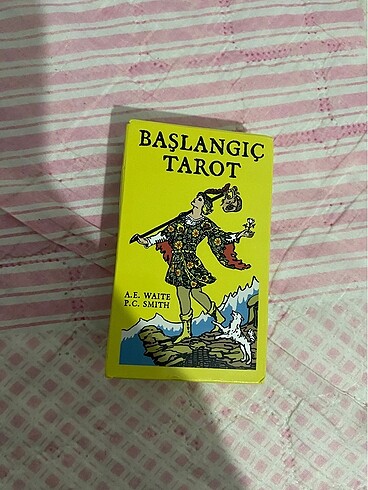 BAŞLANGIÇ
TAROT
A.E. WAITE
P.C. SMITH